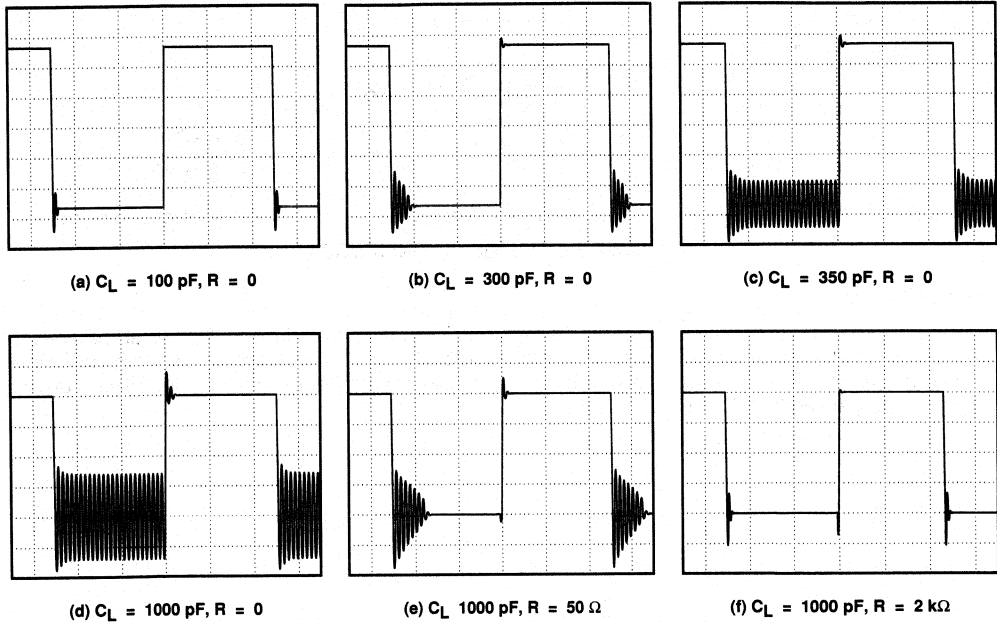 (a) CL = 100 pF, R = 0
(b) CL = 300 pF, R = 0
(c) CL = 350 pF, R = 0
(d) CL = 1000 pF, R = 0
(e) CL 1000 pF, R = 50 Ω
(f) CL = 1000 pF, R = 2 kΩ